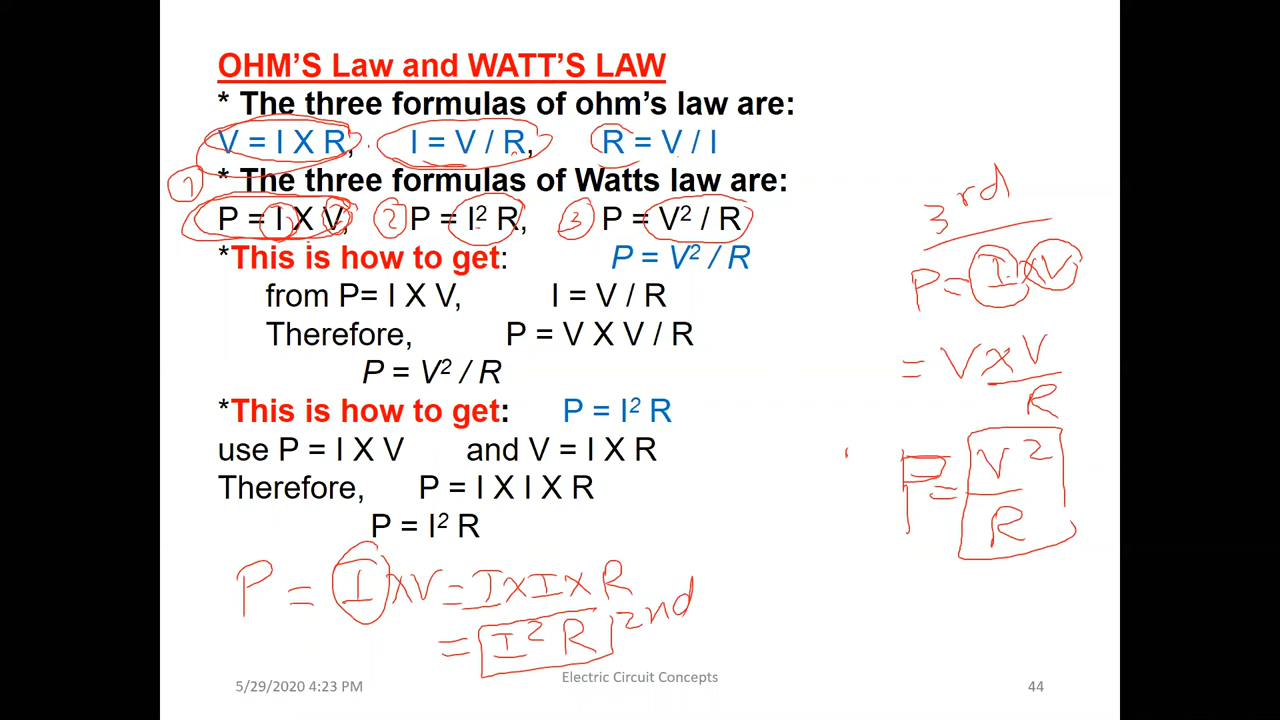 OHM'S Law and WATT'S LAW
* The three formulas of ohm's law are:
V = I X R, I = V / R, R = V / I
1 * The three formulas of Watts law are:
P = I X V, 2 P = I² R, 3 P = V² / R
*This is how to get: P = V² / R
from P= I X V, I = V / R
Therefore, P = V X V / R
P = V² / R
*This is how to get: P = I² R
use P = I X V and V = I X R
Therefore, P = I X I X R
P = I² R
P = I x V = I x I x R
= I² R 2nd
3rd
P = I x V
= V x V / R
P = V² / R
5/29/2020 4:23 PM
Electric Circuit Concepts
44